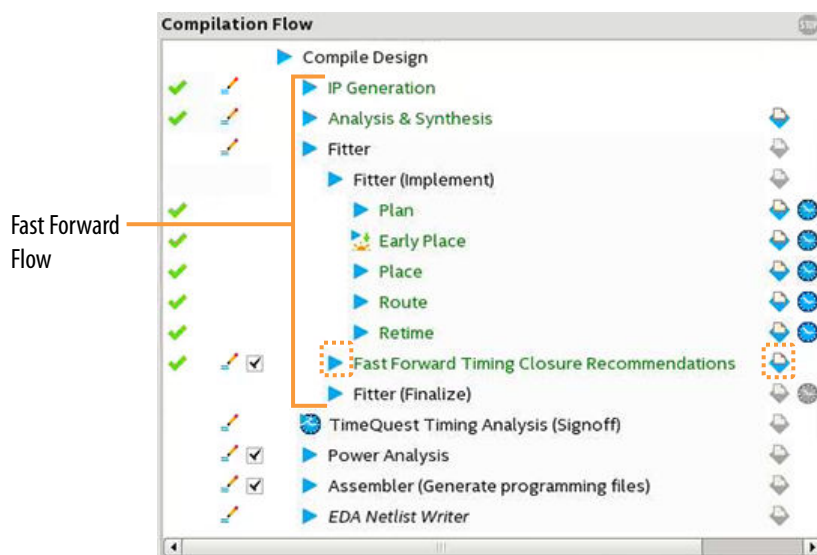 Compilation Flow
STOP
Compile Design
IP Generation
Analysis & Synthesis
Fitter
Fitter (Implement)
Plan
Early Place
Place
Route
Retime
Fast Forward Timing Closure Recommendations
Fitter (Finalize)
TimeQuest Timing Analysis (Signoff)
Power Analysis
Assembler (Generate programming files)
EDA Netlist Writer
Fast Forward
Flow